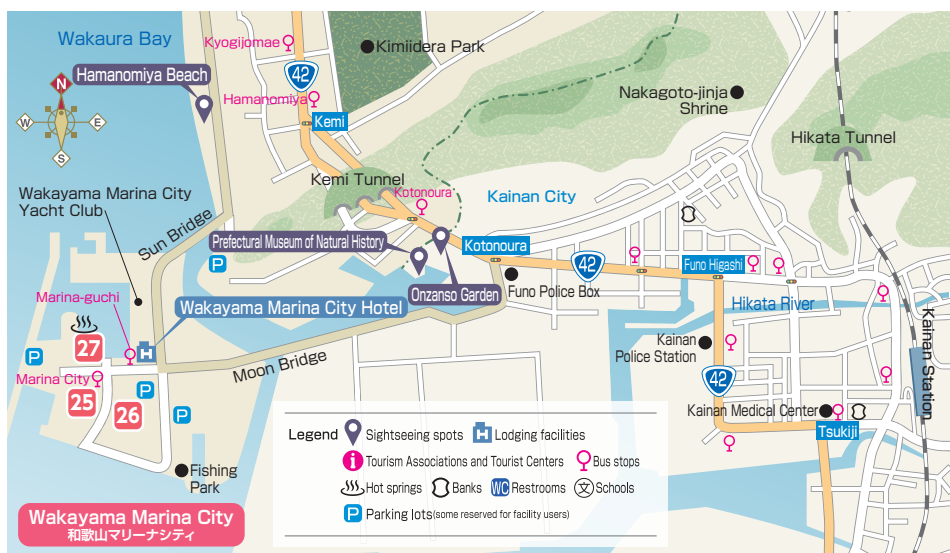 Wakaura Bay
Kyogijomae
Kimiidera Park
42
Hamanomiya Beach
N
W
E
S
Hamanomiya
Kemi
Nakagoto-jinja
Shrine
Hikata Tunnel
Kemi Tunnel
Kotonoura
Kainan City
Wakayama Marina City
Yacht Club
Sun Bridge
Prefectural Museum of Natural History
Kotonoura
P
42
Funo Higashi
Onzanso Garden
Funo Police Box
Marina-guchi
Wakayama Marina City Hotel
Hikata River
Kainan Station
27
H
P
Moon Bridge
Kainan
Police Station
Marina City
25
26
P
P
42
Kainan Medical Center
Tsukiji
Fishing
Park
Wakayama Marina City
和歌山マリーナシティ
Legend
Sightseeing spots
H Lodging facilities
i Tourism Associations and Tourist Centers
Bus stops
Hot springs
Banks
WC Restrooms
文 Schools
P Parking lots (some reserved for facility users)